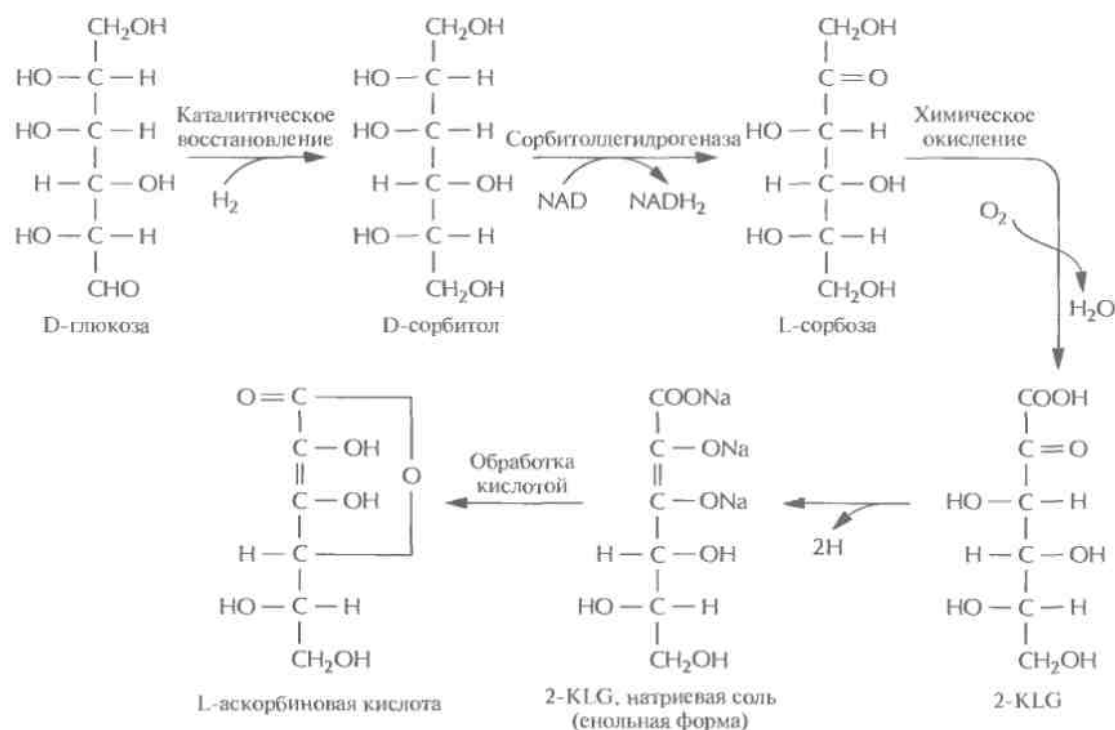 CH₂OH
HO–C–H
HO–C–H
H–C–OH
HO–C–H
CHO
D-глюкоза
Каталитическое
восстановление
H₂
CH₂OH
HO–C–H
HO–C–H
H–C–OH
HO–C–H
CH₂OH
D-сорбитол
Сорбитоллегидрогеназа
NAD
NADH₂
CH₂OH
C=O
HO–C–H
H–C–OH
HO–C–H
CH₂OH
L-сорбоза
Химическое
окисление
O₂
H₂O
COOH
C=O
HO–C–H
H–C–OH
HO–C–H
CH₂OH
2-KLG
2H
COONa
C–ONa
C–ONa
H–C–OH
HO–C–H
CH₂OH
2-KLG, натриевая соль
(снольная форма)
Обработка
кислотой
O=C
C–OH
O
C–OH
H–C
HO–C–H
CH₂OH
L-аскорбиновая кислота